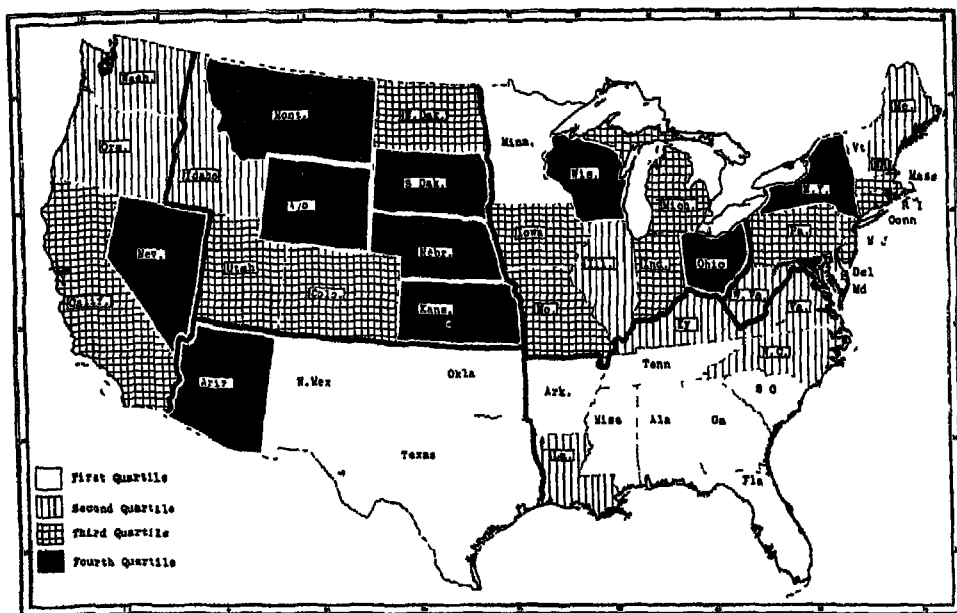 Wash.
Me.
Mont.
N. Dak.
Minn.
Ore.
Vt
Idaho
Wis.
N.Y.
Mass
S Dak.
Mich.
R I
Conn
Iowa
Pa.
N J
Nev.
Utah
Nebr.
Ill.
Ind.
Ohio
Del
Md
Calif.
Colo.
Kans.
Mo.
W.Va.
Va.
Ky
N.C.
Tenn
Ariz
N.Mex
Okla
Ark.
S C
Miss
Ala
Ga
Texas
La.
Fla
First Quartile
Second Quartile
Third Quartile
Fourth Quartile